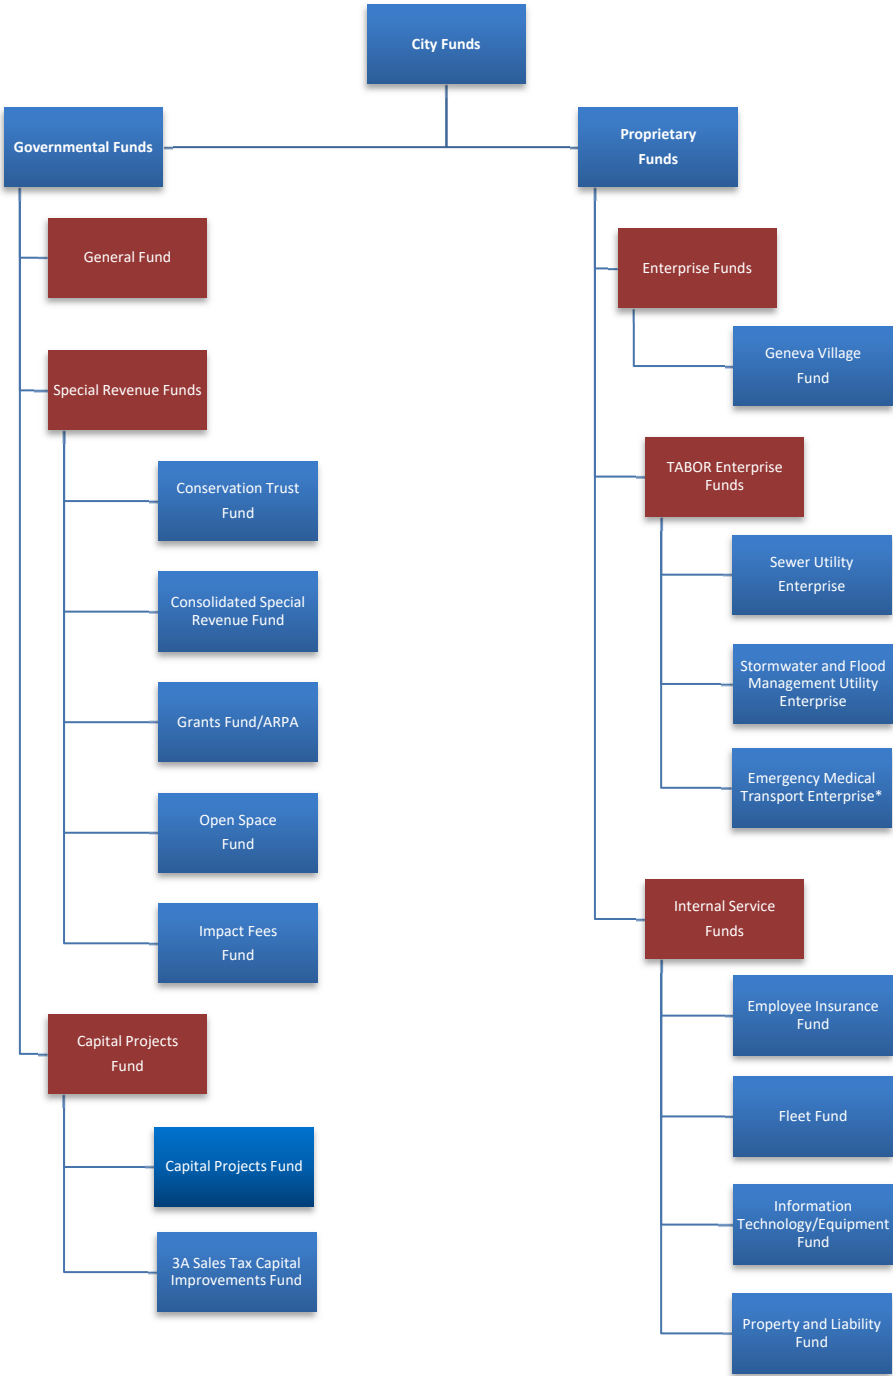 City Funds
Governmental Funds
General Fund
Special Revenue Funds
Conservation Trust
Fund
Consolidated Special
Revenue Fund
Grants Fund/ARPA
Open Space
Fund
Impact Fees
Fund
Capital Projects
Fund
Capital Projects Fund
3A Sales Tax Capital
Improvements Fund
Proprietary
Funds
Enterprise Funds
Geneva Village
Fund
TABOR Enterprise
Funds
Sewer Utility
Enterprise
Stormwater and Flood
Management Utility
Enterprise
Emergency Medical
Transport Enterprise*
Internal Service
Funds
Employee Insurance
Fund
Fleet Fund
Information
Technology/Equipment
Fund
Property and Liability
Fund